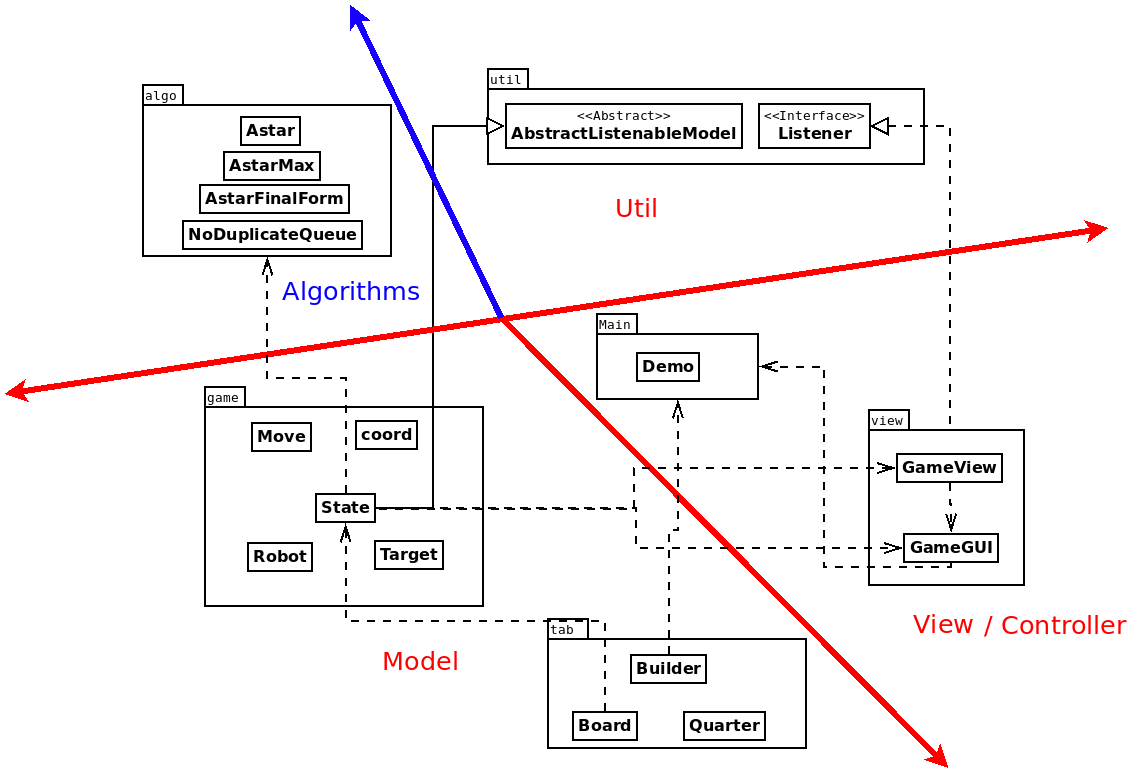 util
<<Abstract>>
AbstractListenableModel
<<Interface>>
Listener
Util
algo
Astar
AstarMax
AstarFinalForm
NoDuplicateQueue
Algorithms
Main
Demo
game
Move
coord
State
Robot
Target
view
GameView
GameGUI
View / Controller
Model
tab
Builder
Board
Quarter